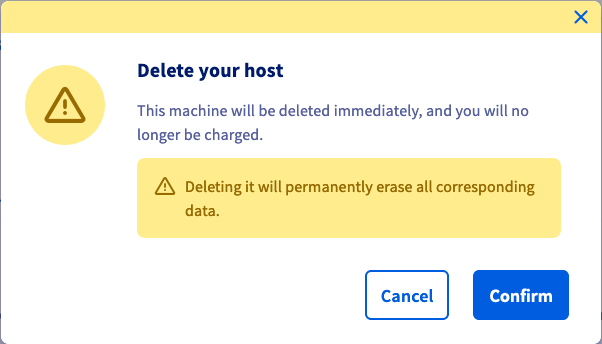 Delete your host
This machine will be deleted immediately, and you will no
longer be charged.
Deleting it will permanently erase all corresponding
data.
Cancel
Confirm